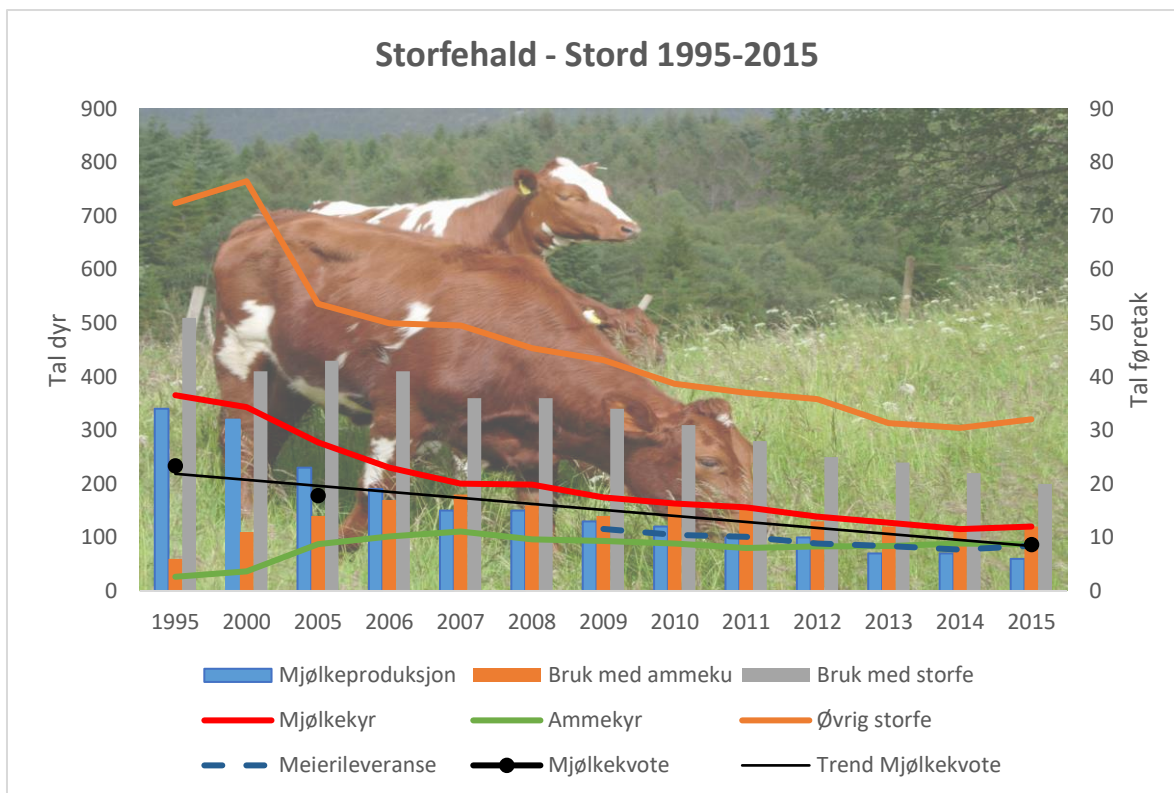 Storfehald - Stord 1995-2015
900
800
700
600
500
400
300
200
100
0
Tal dyr
90
80
70
60
50
40
30
20
10
0
Tal føretak
1995 2000 2005 2006 2007 2008 2009 2010 2011 2012 2013 2014 2015
Mjølkeproduksjon Bruk med ammeku Bruk med storfe
Mjølkekyr Ammekyr Øvrig storfe
Meierileveranse Mjølkekvote Trend Mjølkekvote